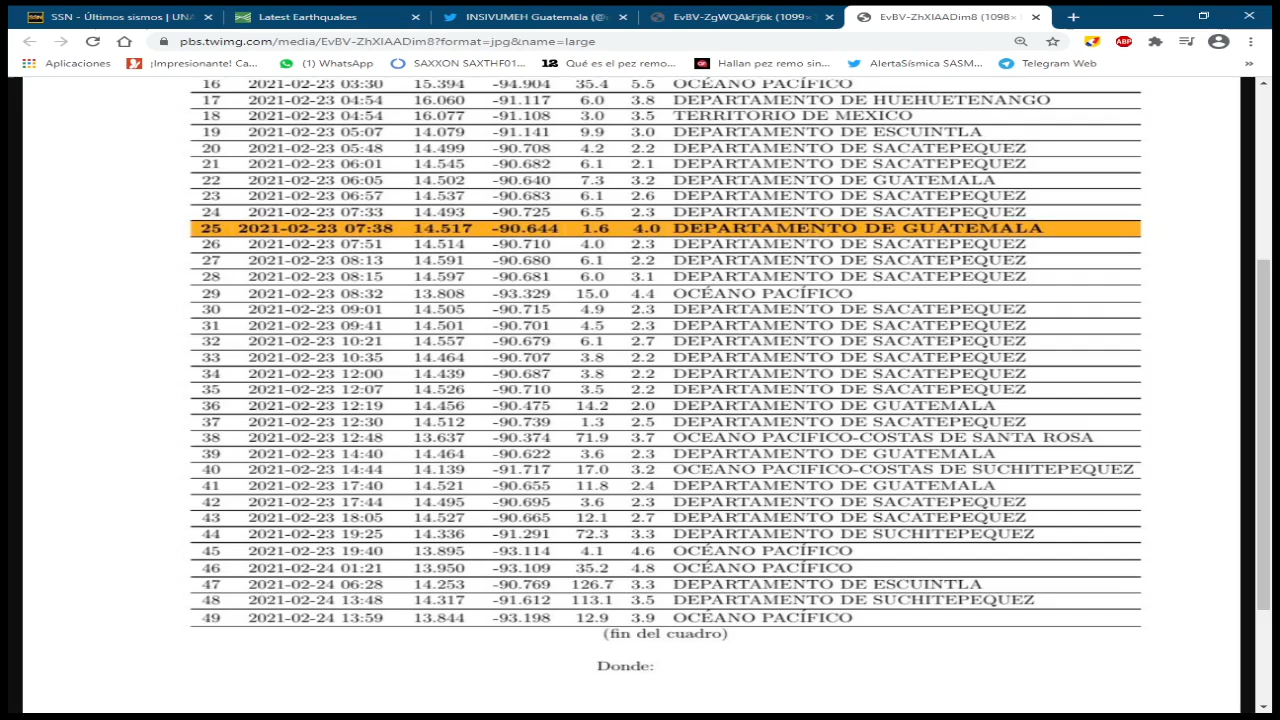 SSN - Últimos sismos | UNA
Latest Earthquakes
INSIVUMEH Guatemala (@
EvBV-ZgWQAkFj6k (1099×
EvBV-ZhXIAADim8 (1098×
pbs.twimg.com/media/EvBV-ZhXIAADim8?format=jpg&name=large
ABP
Aplicaciones
¡Impresionante! Ca...
(1) WhatsApp
SAXXON SAXTHF01...
12 Qué es el pez remo...
Hallan pez remo sin...
AlertaSísmica SASM...
Telegram Web
»
16 2021-02-23 03:30 15.394 -94.904 35.4 5.5 OCÉANO PACÍFICO
17 2021-02-23 04:54 16.060 -91.117 6.0 3.8 DEPARTAMENTO DE HUEHUETENANGO
18 2021-02-23 04:54 16.077 -91.108 3.0 3.5 TERRITORIO DE MEXICO
19 2021-02-23 05:07 14.079 -91.141 9.9 3.0 DEPARTAMENTO DE ESCUINTLA
20 2021-02-23 05:48 14.499 -90.708 4.2 2.2 DEPARTAMENTO DE SACATEPEQUEZ
21 2021-02-23 06:01 14.545 -90.682 6.1 2.1 DEPARTAMENTO DE SACATEPEQUEZ
22 2021-02-23 06:05 14.502 -90.640 7.3 3.2 DEPARTAMENTO DE GUATEMALA
23 2021-02-23 06:57 14.537 -90.683 6.1 2.6 DEPARTAMENTO DE SACATEPEQUEZ
24 2021-02-23 07:33 14.493 -90.725 6.5 2.3 DEPARTAMENTO DE SACATEPEQUEZ
25 2021-02-23 07:38 14.517 -90.644 1.6 4.0 DEPARTAMENTO DE GUATEMALA
26 2021-02-23 07:51 14.514 -90.710 4.0 2.3 DEPARTAMENTO DE SACATEPEQUEZ
27 2021-02-23 08:13 14.591 -90.680 6.1 2.2 DEPARTAMENTO DE SACATEPEQUEZ
28 2021-02-23 08:15 14.597 -90.681 6.0 3.1 DEPARTAMENTO DE SACATEPEQUEZ
29 2021-02-23 08:32 13.808 -93.329 15.0 4.4 OCÉANO PACÍFICO
30 2021-02-23 09:01 14.505 -90.715 4.9 2.3 DEPARTAMENTO DE SACATEPEQUEZ
31 2021-02-23 09:41 14.501 -90.701 4.5 2.3 DEPARTAMENTO DE SACATEPEQUEZ
32 2021-02-23 10:21 14.557 -90.679 6.1 2.7 DEPARTAMENTO DE SACATEPEQUEZ
33 2021-02-23 10:35 14.464 -90.707 3.8 2.2 DEPARTAMENTO DE SACATEPEQUEZ
34 2021-02-23 12:00 14.439 -90.687 3.8 2.2 DEPARTAMENTO DE SACATEPEQUEZ
35 2021-02-23 12:07 14.526 -90.710 3.5 2.2 DEPARTAMENTO DE SACATEPEQUEZ
36 2021-02-23 12:19 14.456 -90.475 14.2 2.0 DEPARTAMENTO DE GUATEMALA
37 2021-02-23 12:30 14.512 -90.739 1.3 2.5 DEPARTAMENTO DE SACATEPEQUEZ
38 2021-02-23 12:48 13.637 -90.374 71.9 3.7 OCEANO PACIFICO-COSTAS DE SANTA ROSA
39 2021-02-23 14:40 14.464 -90.622 3.6 2.3 DEPARTAMENTO DE GUATEMALA
40 2021-02-23 14:44 14.139 -91.717 17.0 3.2 OCEANO PACIFICO-COSTAS DE SUCHITEPEQUEZ
41 2021-02-23 17:40 14.521 -90.655 11.8 2.4 DEPARTAMENTO DE GUATEMALA
42 2021-02-23 17:44 14.495 -90.695 3.6 2.3 DEPARTAMENTO DE SACATEPEQUEZ
43 2021-02-23 18:05 14.527 -90.665 12.1 2.7 DEPARTAMENTO DE SACATEPEQUEZ
44 2021-02-23 19:25 14.336 -91.291 72.3 3.3 DEPARTAMENTO DE SUCHITEPEQUEZ
45 2021-02-23 19:40 13.895 -93.114 4.1 4.6 OCÉANO PACÍFICO
46 2021-02-24 01:21 13.950 -93.109 35.2 4.8 OCÉANO PACÍFICO
47 2021-02-24 06:28 14.253 -90.769 126.7 3.3 DEPARTAMENTO DE ESCUINTLA
48 2021-02-24 13:48 14.317 -91.612 113.1 3.5 DEPARTAMENTO DE SUCHITEPEQUEZ
49 2021-02-24 13:59 13.844 -93.198 12.9 3.9 OCÉANO PACÍFICO
(fin del cuadro)
Donde: